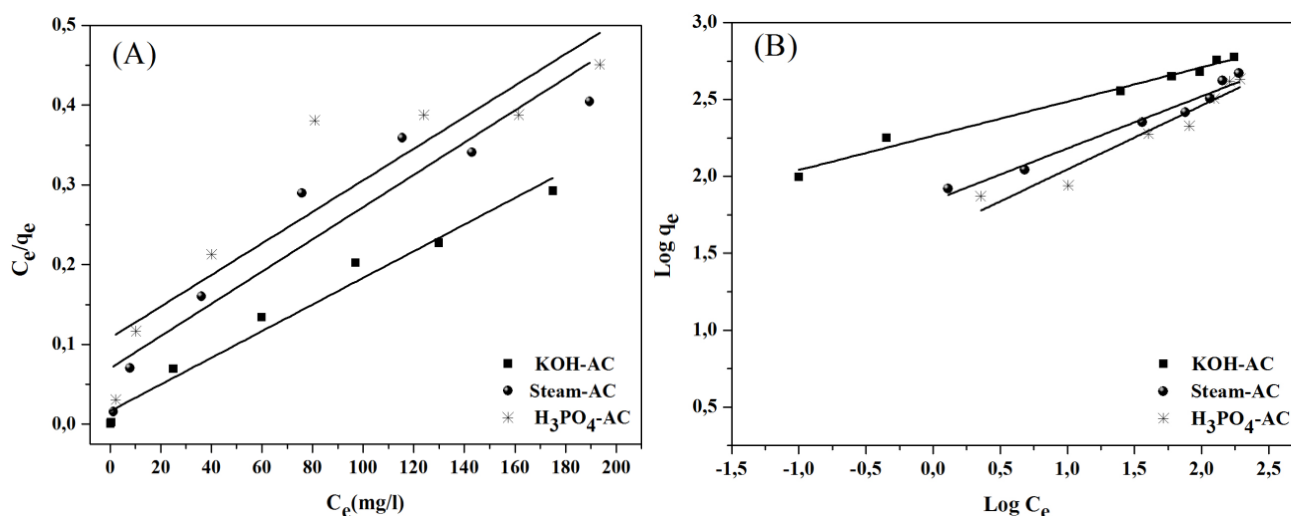 (A)
0,5
0,4
0,3
0,2
0,1
0,0
Ce/qe
0 20 40 60 80 100 120 140 160 180 200
Ce(mg/l)
KOH-AC
Steam-AC
H3PO4-AC
(B)
3,0
2,5
2,0
1,5
1,0
0,5
Log qe
-1,5 -1,0 -0,5 0,0 0,5 1,0 1,5 2,0 2,5
Log Ce
KOH-AC
Steam-AC
H3PO4-AC